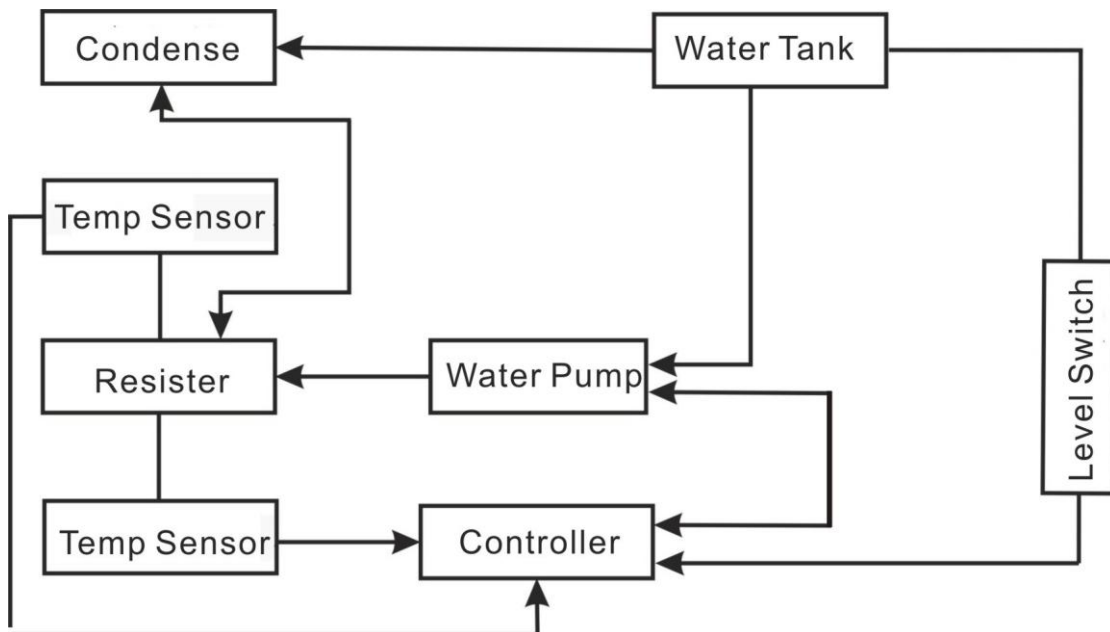 Condense
Water Tank
Temp Sensor
Level Switch
Resister
Water Pump
Temp Sensor
Controller